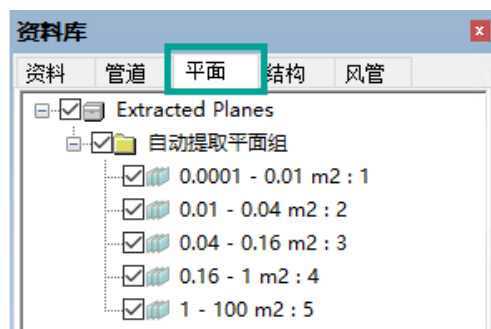 资料库
资料 管道 平面 结构 风管
Extracted Planes
自动提取平面组
0.0001 - 0.01 m2 : 1
0.01 - 0.04 m2 : 2
0.04 - 0.16 m2 : 3
0.16 - 1 m2 : 4
1 - 100 m2 : 5